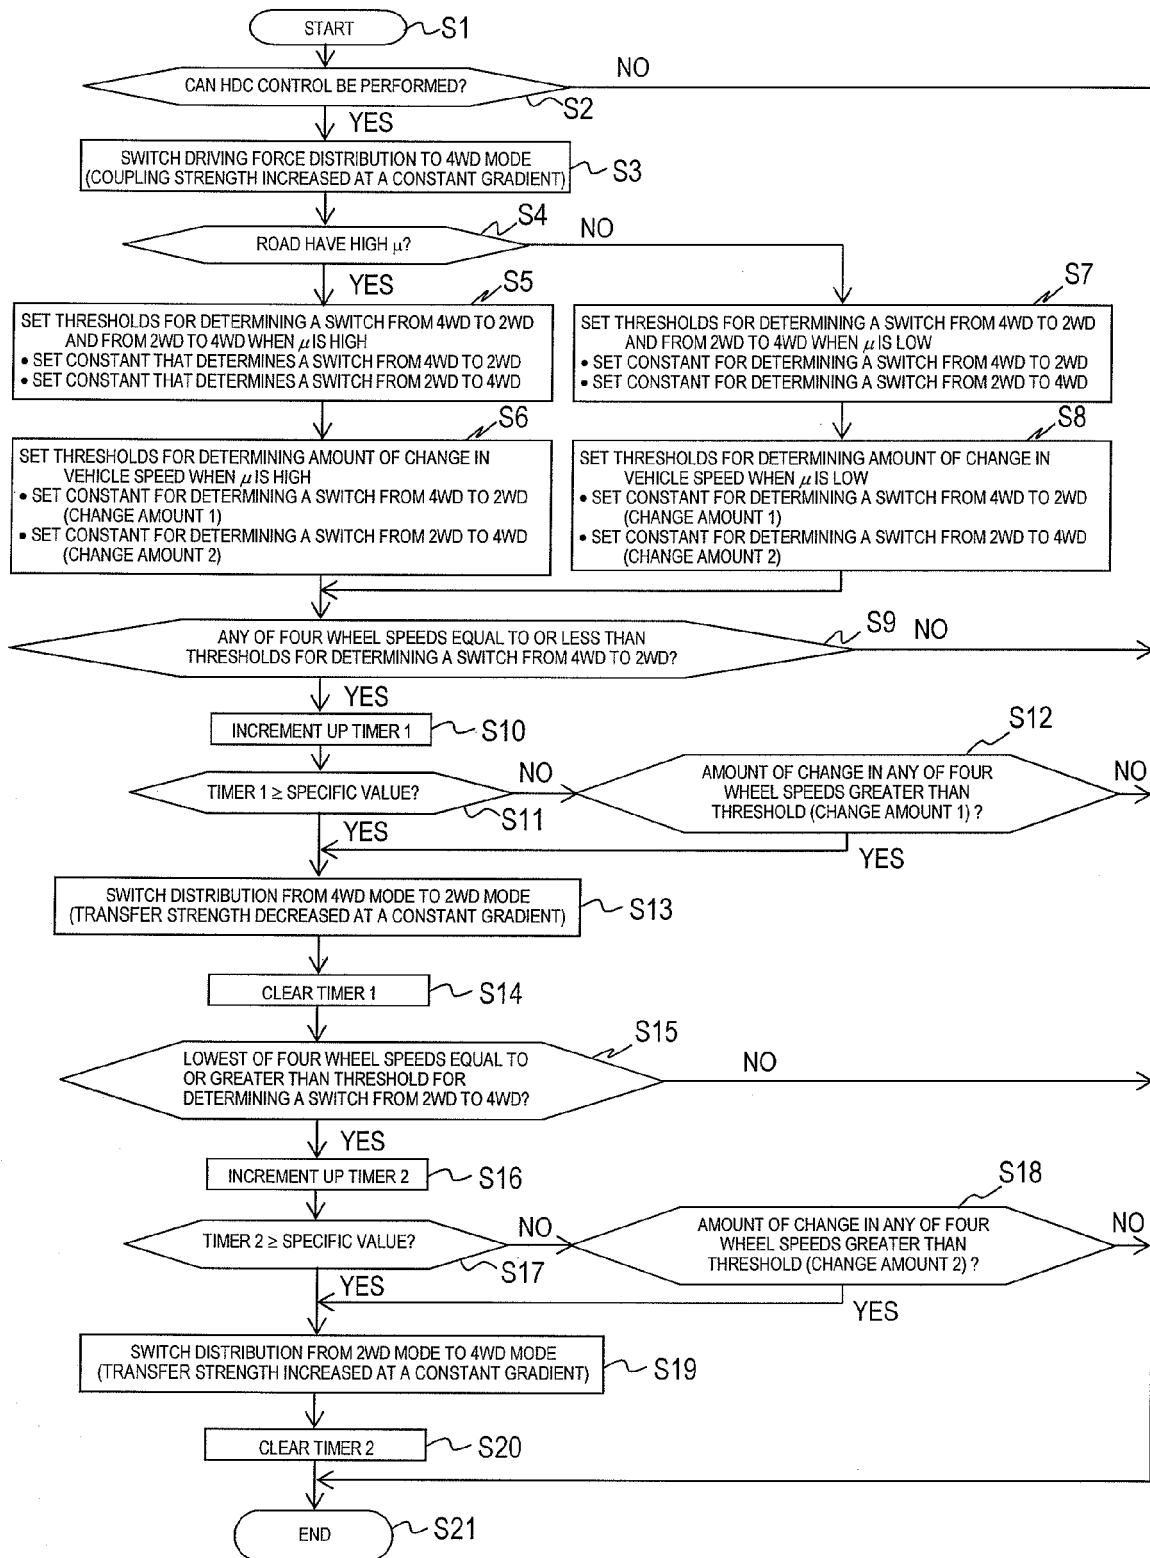 START
S1
CAN HDC CONTROL BE PERFORMED?
NO
S2
YES
SWITCH DRIVING FORCE DISTRIBUTION TO 4WD MODE
(COUPLING STRENGTH INCREASED AT A CONSTANT GRADIENT)
S3
S4
ROAD HAVE HIGH μ?
NO
YES
S5
SET THRESHOLDS FOR DETERMINING A SWITCH FROM 4WD TO 2WD
AND FROM 2WD TO 4WD WHEN μ IS HIGH
• SET CONSTANT THAT DETERMINES A SWITCH FROM 4WD TO 2WD
• SET CONSTANT THAT DETERMINES A SWITCH FROM 2WD TO 4WD
S7
SET THRESHOLDS FOR DETERMINING A SWITCH FROM 4WD TO 2WD
AND FROM 2WD TO 4WD WHEN μ IS LOW
• SET CONSTANT FOR DETERMINING A SWITCH FROM 4WD TO 2WD
• SET CONSTANT FOR DETERMINING A SWITCH FROM 2WD TO 4WD
S6
SET THRESHOLDS FOR DETERMINING AMOUNT OF CHANGE IN
VEHICLE SPEED WHEN μ IS HIGH
• SET CONSTANT FOR DETERMINING A SWITCH FROM 4WD TO 2WD
(CHANGE AMOUNT 1)
• SET CONSTANT FOR DETERMINING A SWITCH FROM 2WD TO 4WD
(CHANGE AMOUNT 2)
S8
SET THRESHOLDS FOR DETERMINING AMOUNT OF CHANGE IN
VEHICLE SPEED WHEN μ IS LOW
• SET CONSTANT FOR DETERMINING A SWITCH FROM 4WD TO 2WD
(CHANGE AMOUNT 1)
• SET CONSTANT FOR DETERMINING A SWITCH FROM 2WD TO 4WD
(CHANGE AMOUNT 2)
ANY OF FOUR WHEEL SPEEDS EQUAL TO OR LESS THAN
THRESHOLDS FOR DETERMINING A SWITCH FROM 4WD TO 2WD?
S9
NO
YES
INCREMENT UP TIMER 1
S10
TIMER 1 ≥ SPECIFIC VALUE?
NO
S11
YES
S12
AMOUNT OF CHANGE IN ANY OF FOUR
WHEEL SPEEDS GREATER THAN
THRESHOLD (CHANGE AMOUNT 1) ?
NO
YES
SWITCH DISTRIBUTION FROM 4WD MODE TO 2WD MODE
(TRANSFER STRENGTH DECREASED AT A CONSTANT GRADIENT)
S13
CLEAR TIMER 1
S14
S15
LOWEST OF FOUR WHEEL SPEEDS EQUAL TO
OR GREATER THAN THRESHOLD FOR
DETERMINING A SWITCH FROM 2WD TO 4WD?
NO
YES
INCREMENT UP TIMER 2
S16
TIMER 2 ≥ SPECIFIC VALUE?
NO
S17
YES
S18
AMOUNT OF CHANGE IN ANY OF FOUR
WHEEL SPEEDS GREATER THAN
THRESHOLD (CHANGE AMOUNT 2) ?
NO
YES
SWITCH DISTRIBUTION FROM 2WD MODE TO 4WD MODE
(TRANSFER STRENGTH INCREASED AT A CONSTANT GRADIENT)
S19
CLEAR TIMER 2
S20
END
S21